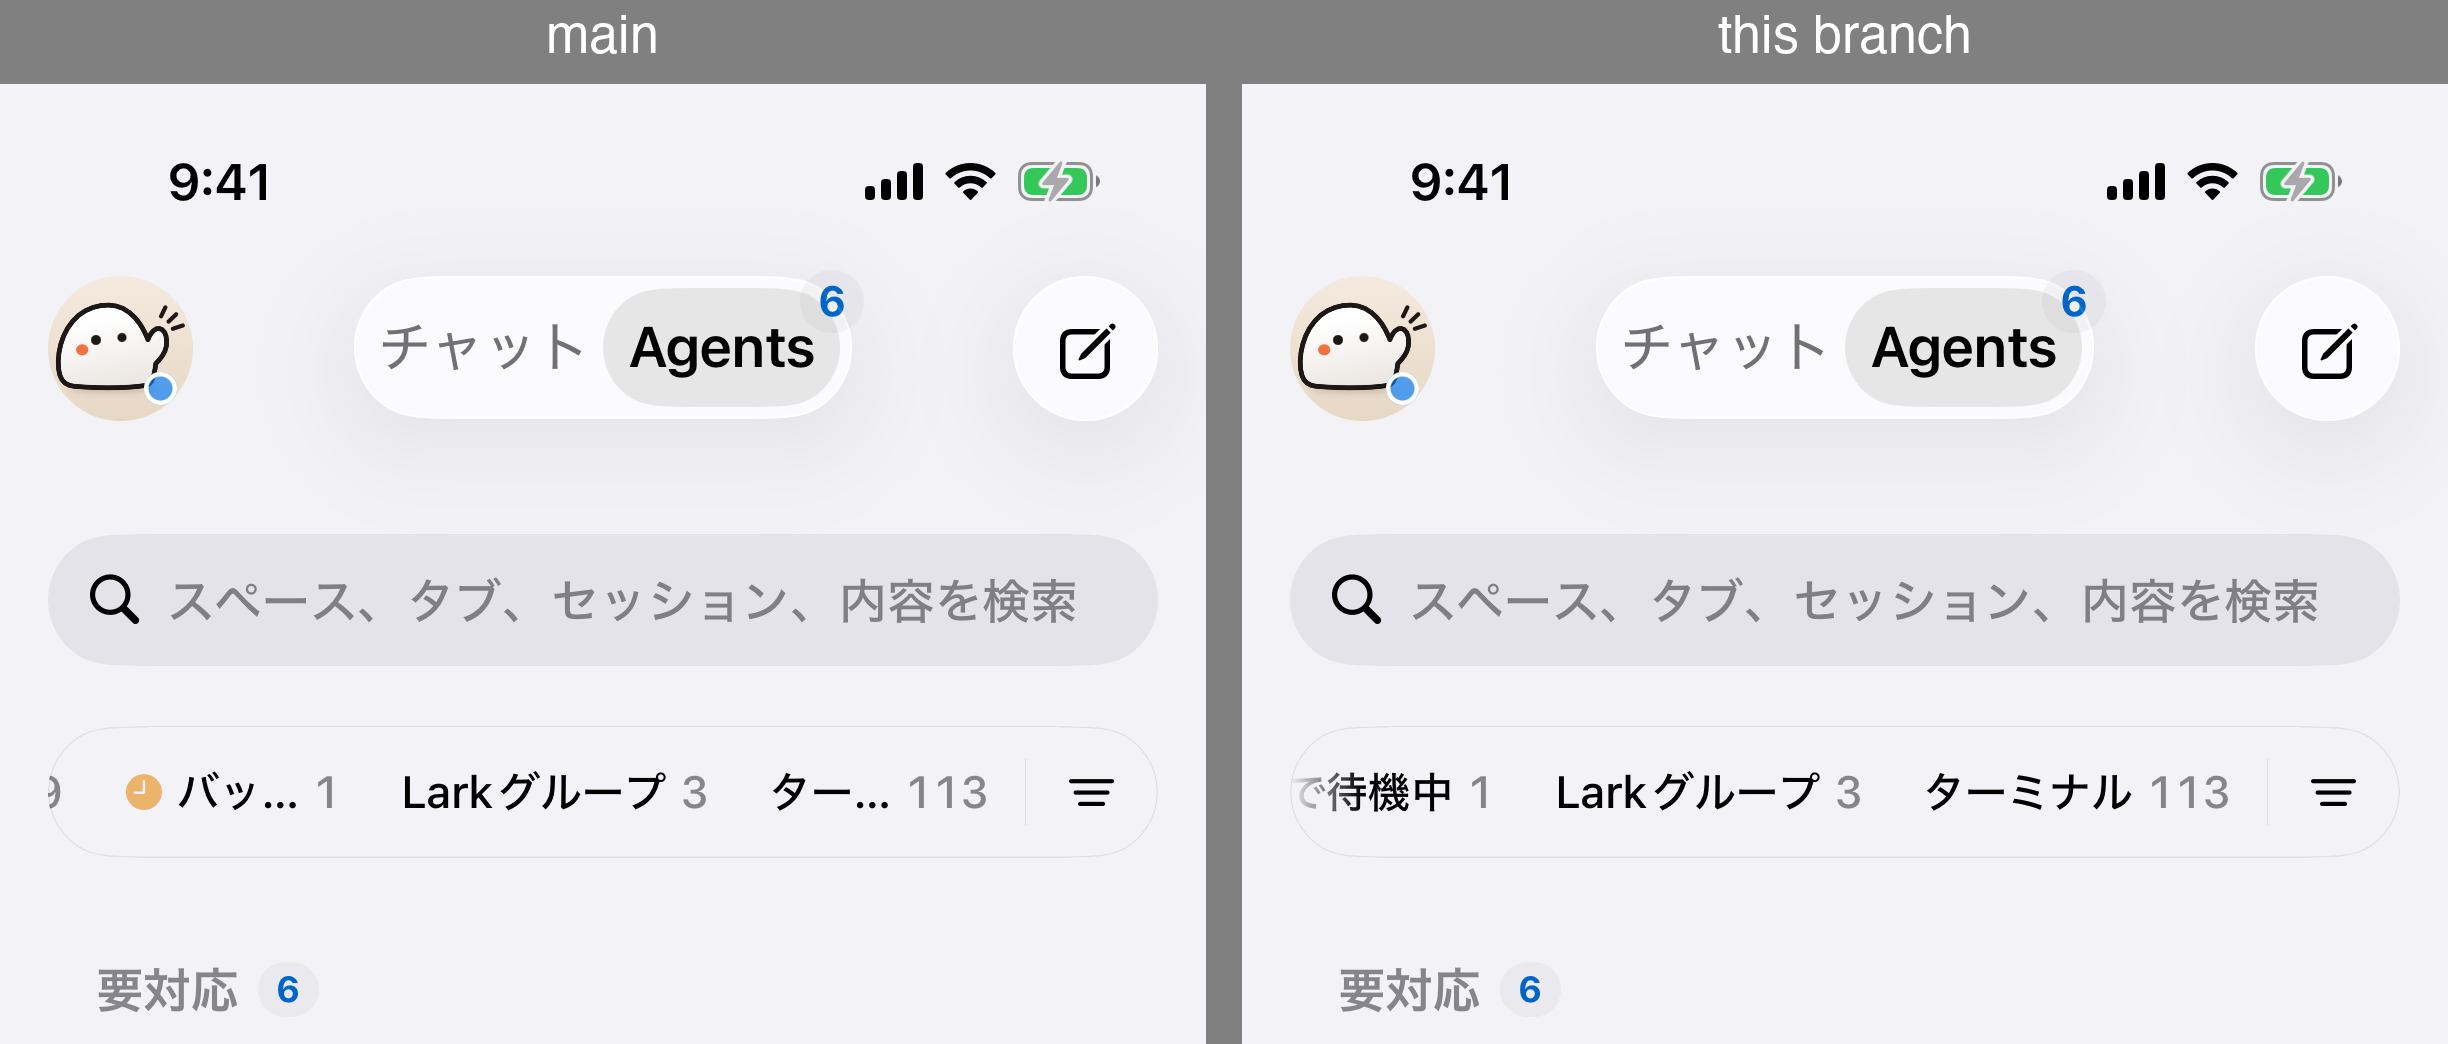 main
this branch
9:41
9:41
チャット Agents 6
チャット Agents 6
スペース、タブ、セッション、内容を検索
スペース、タブ、セッション、内容を検索
9 バッ... 1 Larkグループ 3 ター... 113
で待機中 1 Larkグループ 3 ターミナル 113
要対応 6
要対応 6